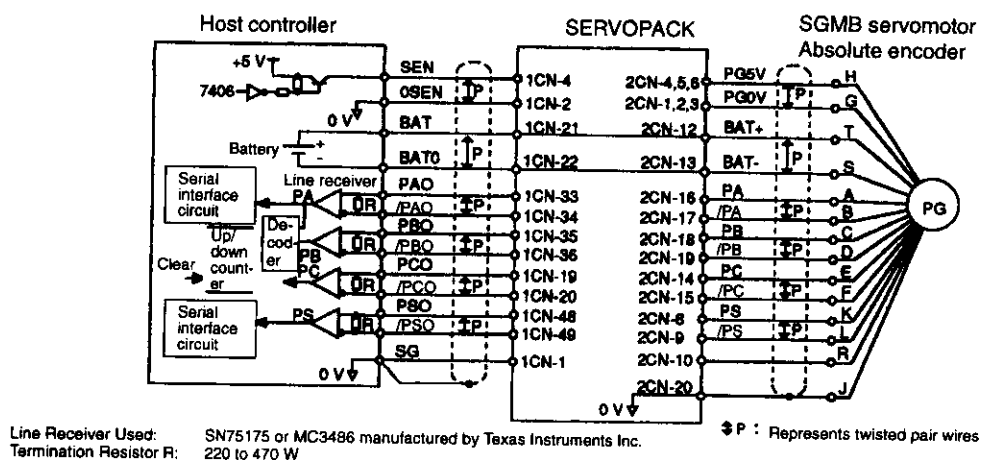 Host controller
SERVOPACK
SGMB servomotor
Absolute encoder
+5 V
7406
0 V
Battery
+
-
Serial
interface
circuit
Line receiver
PA
Up/
down
count-
er
De-
cod
er
PB
PC
Clear
Serial
interface
circuit
PS
0 V
R
R
R
R
SEN
0SEN
BAT
BAT0
PAO
/PAO
PBO
/PBO
PCO
/PCO
PSO
/PSO
SG
P
P
P
P
P
P
1CN-4
1CN-2
1CN-21
1CN-22
1CN-33
1CN-34
1CN-35
1CN-36
1CN-19
1CN-20
1CN-48
1CN-49
1CN-1
2CN-4,5,6
2CN-1,2,3
2CN-12
2CN-13
2CN-16
2CN-17
2CN-18
2CN-19
2CN-14
2CN-15
2CN-8
2CN-9
2CN-10
2CN-20
0 V
PG5V
PG0V
BAT+
BAT-
PA
/PA
PB
/PB
PC
/PC
PS
/PS
P
P
P
P
P
P
H
G
T
S
A
B
C
D
E
F
K
L
R
J
PG
Line Receiver Used: SN75175 or MC3486 manufactured by Texas Instruments Inc.
Termination Resistor R: 220 to 470 W
P : Represents twisted pair wires